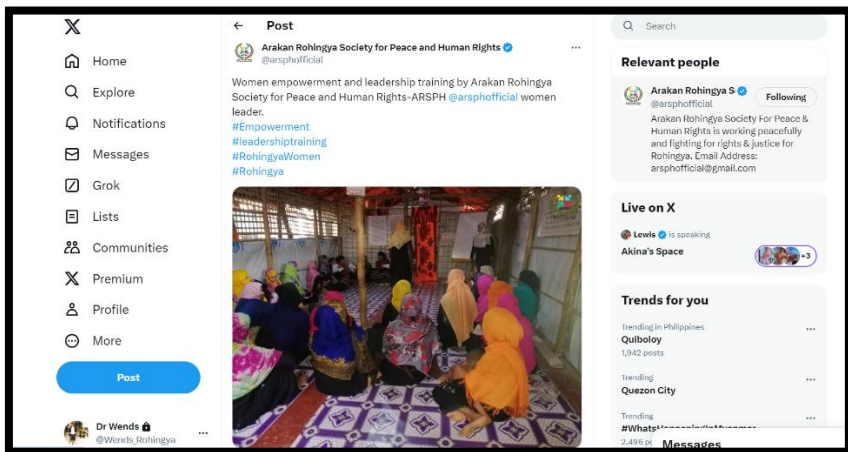 X
Home
Explore
Notifications
Messages
Grok
Lists
Communities
Premium
Profile
More
Post
Dr Wends
@Wends_Rohingya
Post
Arakan Rohingya Society for Peace and Human Rights
@arsphofficial
Women empowerment and leadership training by Arakan Rohingya
Society for Peace and Human Rights-ARSPH @arsphofficial women
leader.
#Empowerment
#leadershiptraining
#RohingyaWomen
#Rohingya
Search
Relevant people
Arakan Rohingya S
@arsphofficial
Following
Arakan Rohingya Society For Peace &
Human Rights is working peacefully
and fighting for rights & justice for
Rohingya. Email Address:
arsphofficial@gmail.com
Live on X
Lewis is speaking
Akina's Space
+3
Trends for you
Trending in Philippines
Quiboloy
1,942 posts
Trending
Quezon City
Trending
2,496
Messages